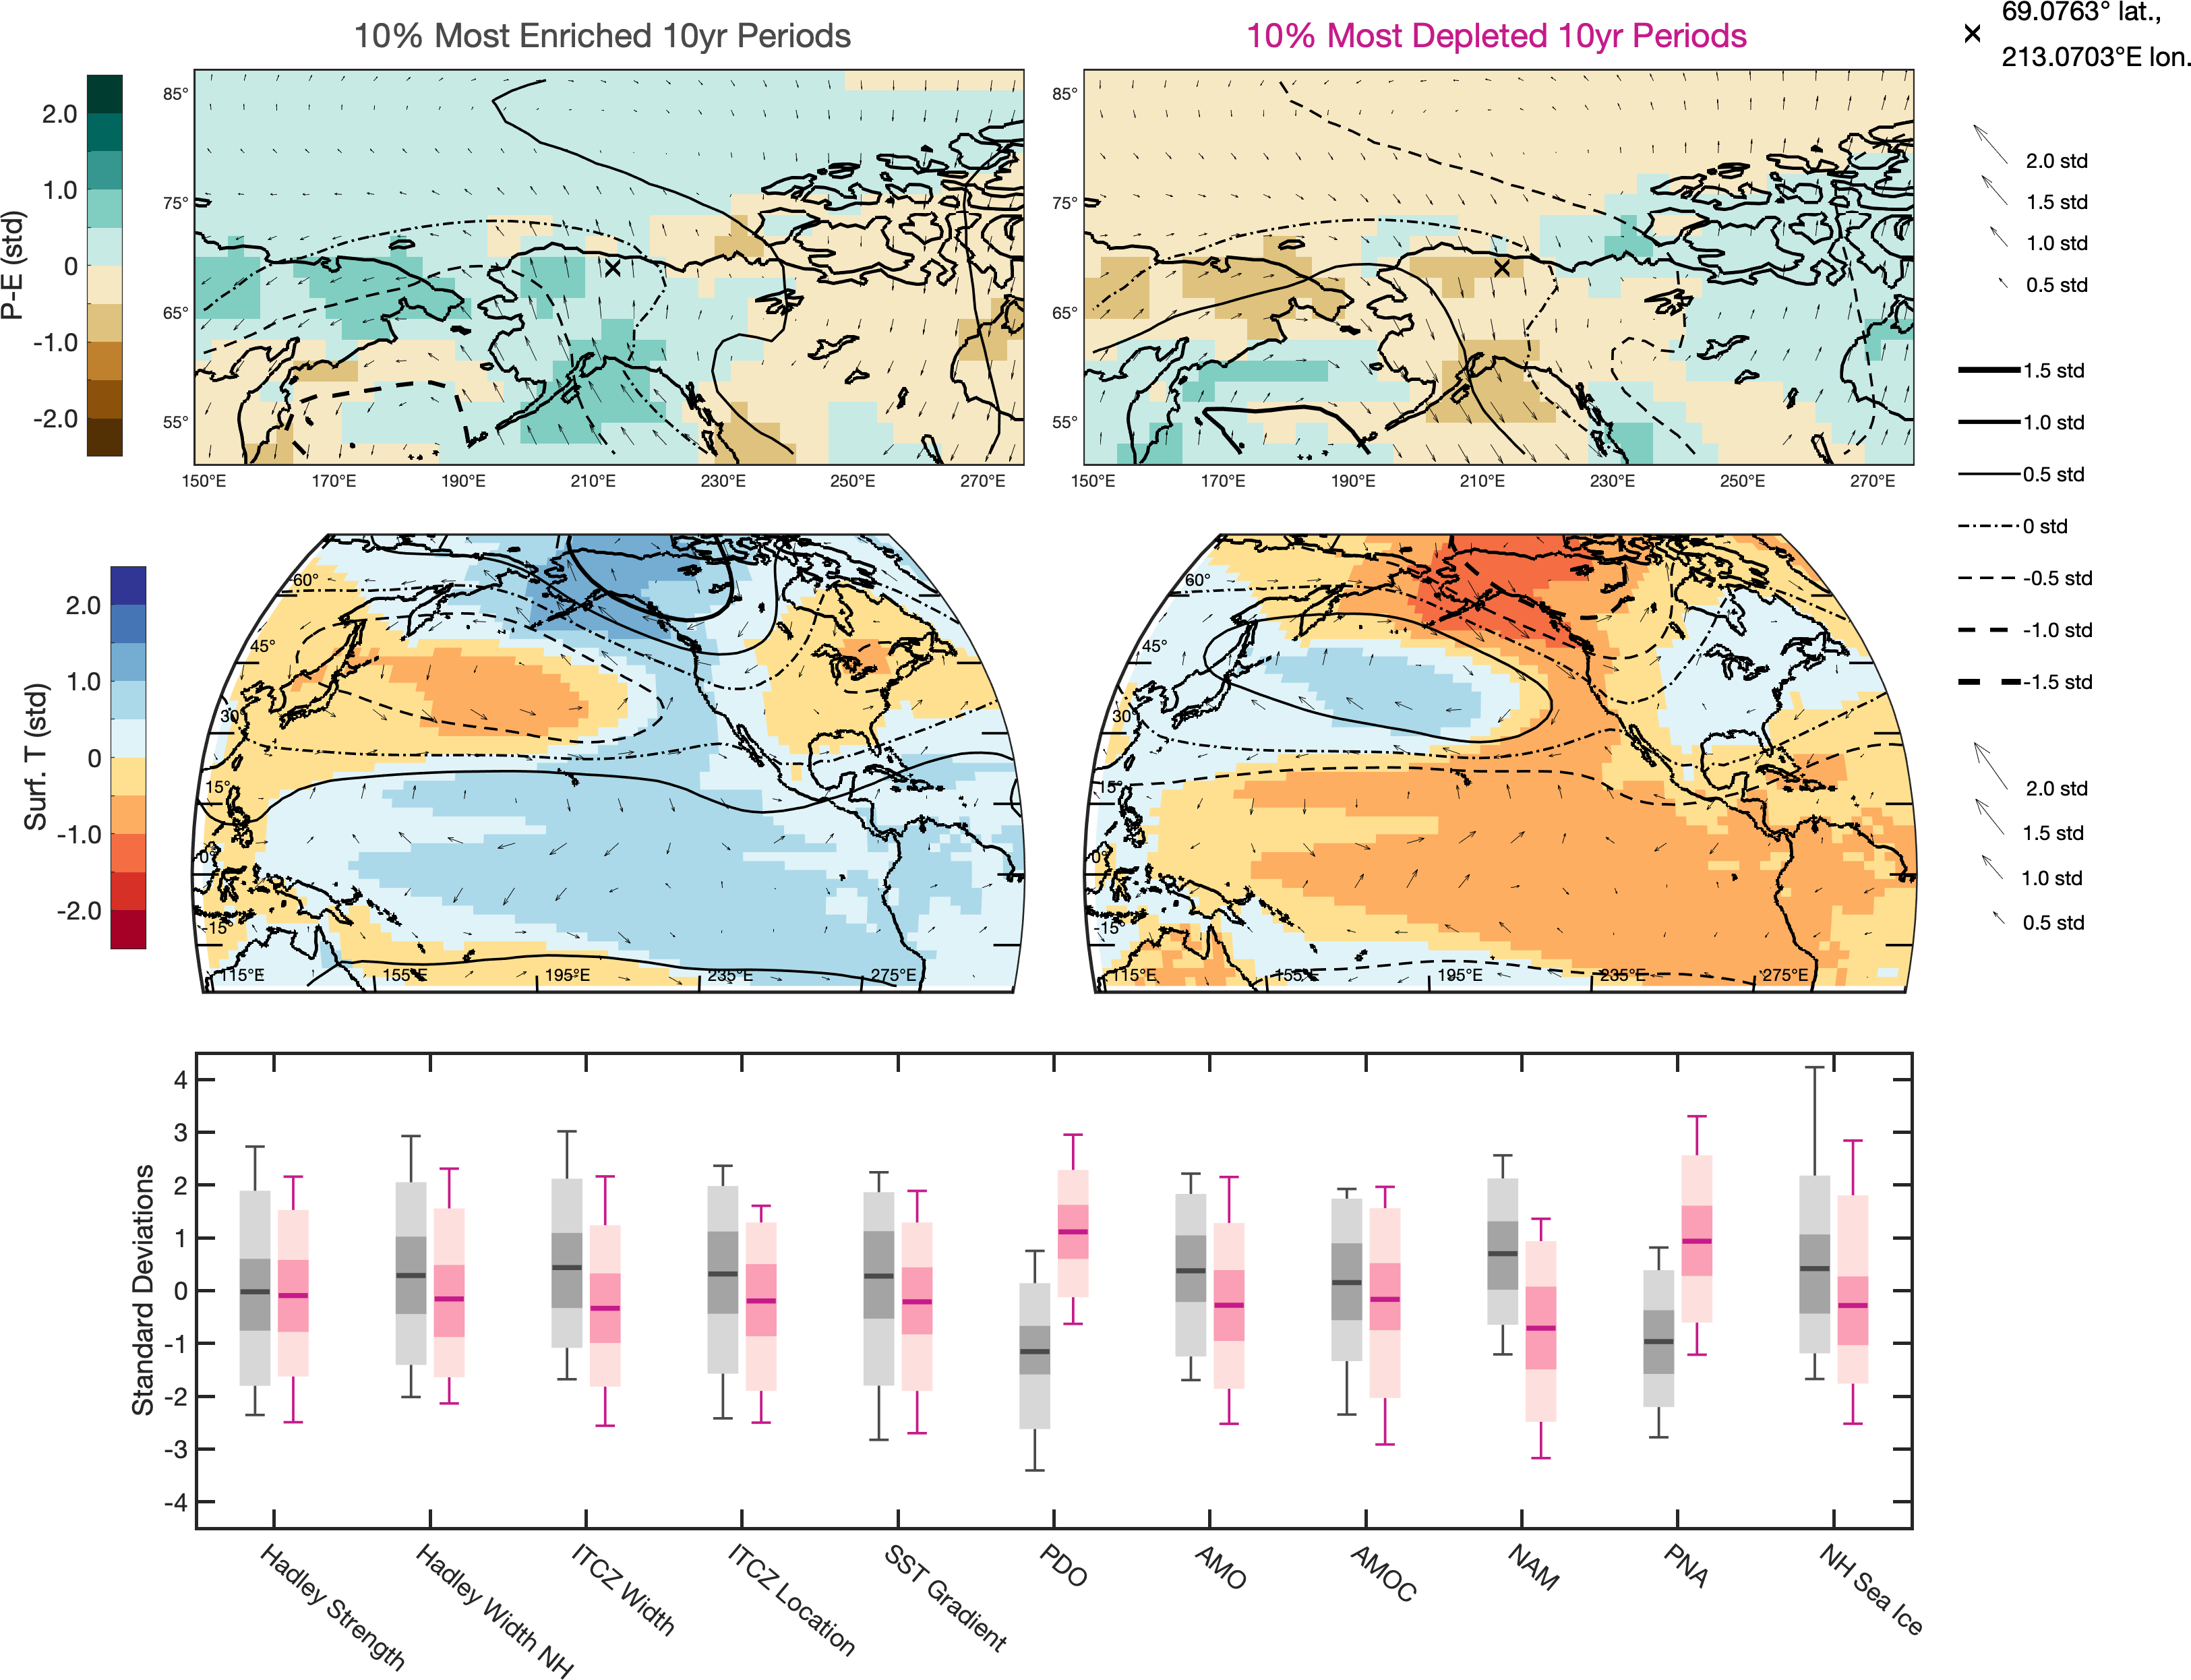 10% Most Enriched 10yr Periods
10% Most Depleted 10yr Periods
69.0763° lat.,
213.0703°E lon.
P-E (std)
2.0
1.0
0
-1.0
-2.0
85°
75°
65°
55°
150°E 170°E 190°E 210°E 230°E 250°E 270°E
85°
75°
65°
55°
150°E 170°E 190°E 210°E 230°E 250°E 270°E
2.0 std
1.5 std
1.0 std
0.5 std
1.5 std
1.0 std
0.5 std
0 std
-0.5 std
-1.0 std
-1.5 std
2.0 std
1.5 std
1.0 std
0.5 std
Surf. T (std)
2.0
1.0
0
-1.0
-2.0
60°
45°
30°
15°
0°
-15°
115°E 155°E 195°E 235°E 275°E
60°
45°
30°
15°
0°
-15°
115°E 155°E 195°E 235°E 275°E
Standard Deviations
4
3
2
1
0
-1
-2
-3
-4
Hadley Strength
Hadley Width NH
ITCZ Width
ITCZ Location
SST Gradient
PDO
AMO
AMOC
NAM
PNA
NH Sea Ice